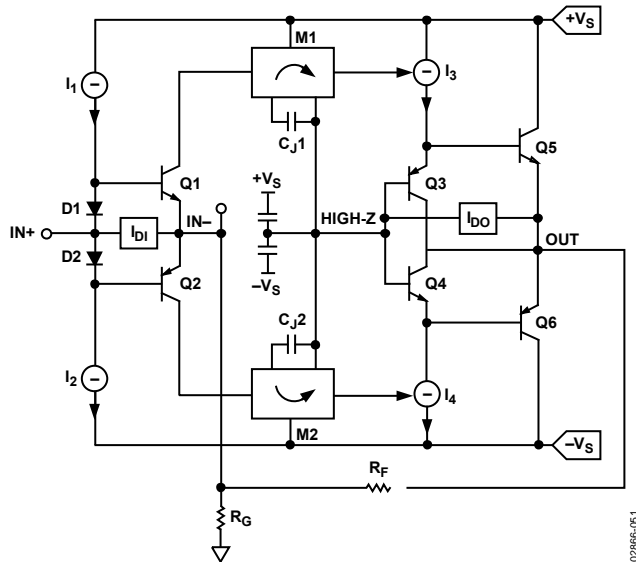 M1
+VS
I1
I3
CJ1
Q5
Q1
Q3
+VS
D1
IN–
HIGH-Z
IN+
IDI
IDO
OUT
D2
–VS
Q4
Q2
Q6
CJ2
I2
I4
M2
–VS
RF
RG
02866-051